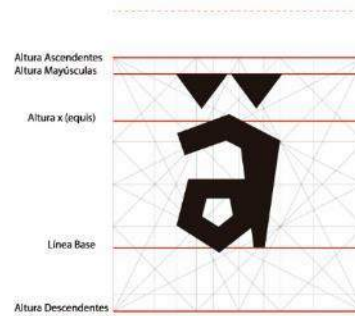 Altura Ascendentes
Altura Mayúsculas
Altura x (equis)
ä
Línea Base
Altura Descendentes